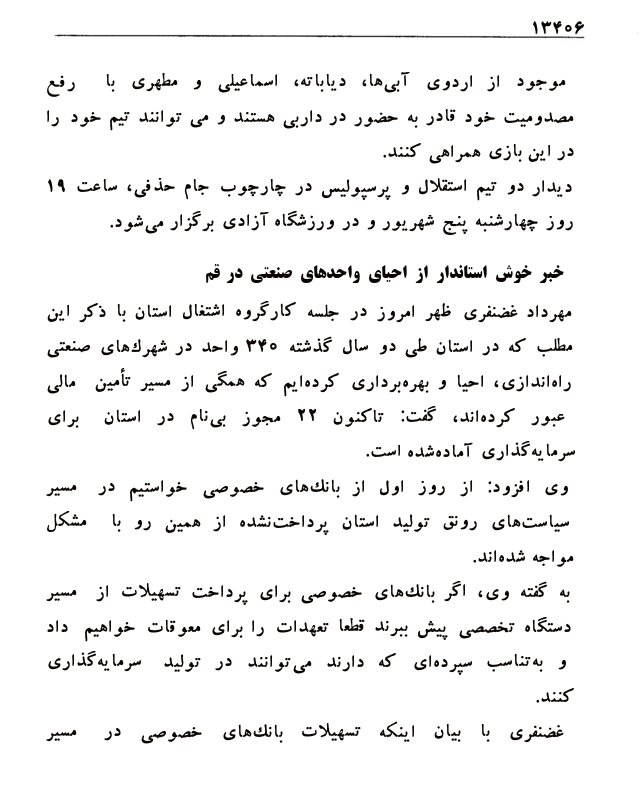 ۱۳۴۰۶
موجود از اردوی آبی‌ها، دیاباته، اسماعیلی و مطهری با رفع
مصدومیت خود قادر به حضور در داربی هستند و می توانند تیم خود را
در این بازی همراهی کنند.
دیدار دو تیم استقلال و پرسپولیس در چارچوب جام حذفی، ساعت ۱۹
روز چهارشنبه پنج شهریور و در ورزشگاه آزادی برگزار می‌شود.
خبر خوش استاندار از احیای واحدهای صنعتی در قم
مهرداد غضنفری ظهر امروز در جلسه کارگروه اشتغال استان با ذکر این
مطلب که در استان طی دو سال گذشته ۳۴۰ واحد در شهرک‌های صنعتی
راه‌اندازی، احیا و بهره‌برداری کرده‌ایم که همگی از مسیر تأمین مالی
عبور کرده‌اند، گفت: تاکنون ۲۲ مجوز بی‌نام در استان برای
سرمایه‌گذاری آماده‌شده است.
وی افزود: از روز اول از بانک‌های خصوصی خواستیم در مسیر
سیاست‌های رونق تولید استان پرداخت‌نشده از همین رو با مشکل
مواجه شده‌اند.
به گفته وی، اگر بانک‌های خصوصی برای پرداخت تسهیلات از مسیر
دستگاه تخصصی پیش ببرند قطعا تعهدات را برای معوقات خواهیم داد
و به‌تناسب سپرده‌ای که دارند می‌توانند در تولید سرمایه‌گذاری
کنند.
غضنفری با بیان اینکه تسهیلات بانک‌های خصوصی در مسیر